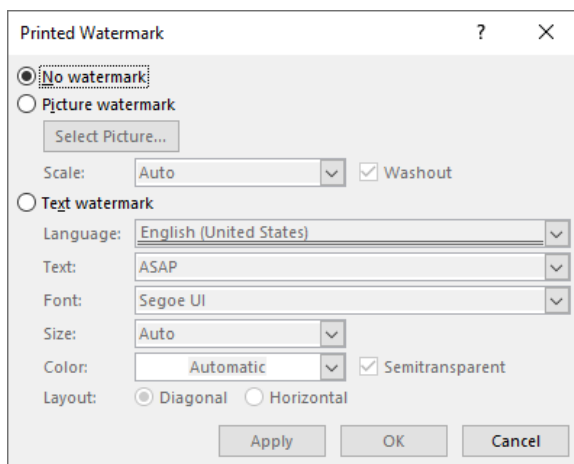 Printed Watermark ? X
No watermark
Picture watermark
Select Picture...
Scale: Auto Washout
Text watermark
Language: English (United States)
Text: ASAP
Font: Segoe UI
Size: Auto
Color: Automatic Semitransparent
Layout: Diagonal Horizontal
Apply OK Cancel